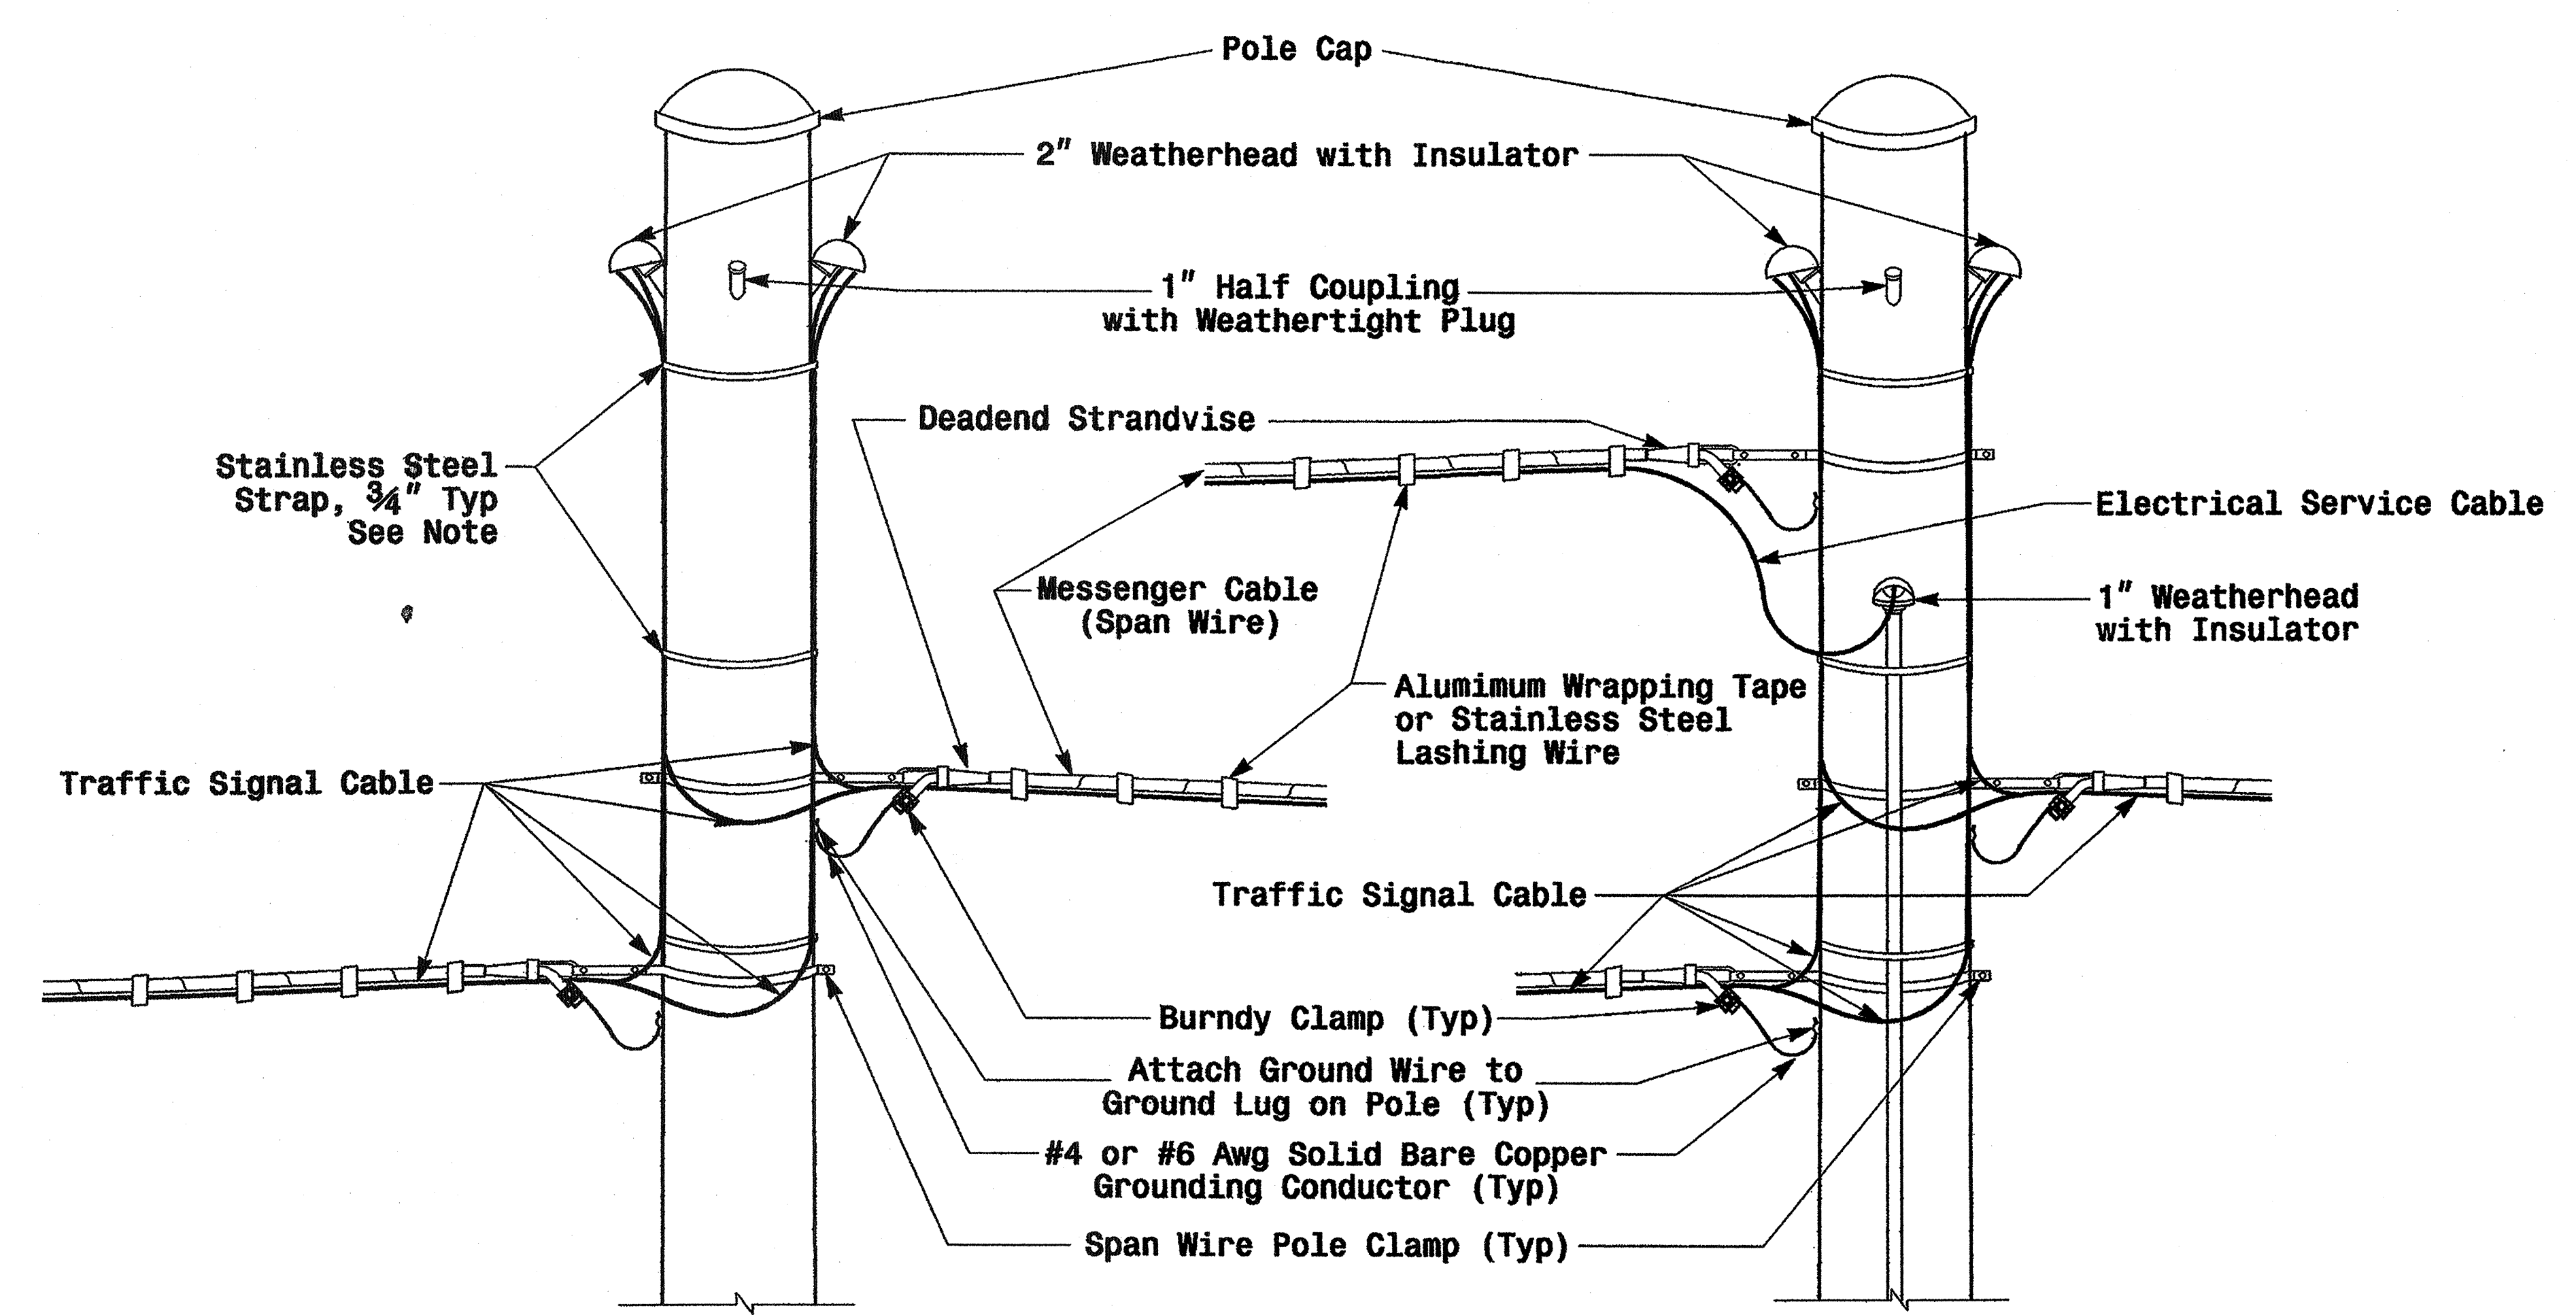 Pole Cap
2" Weatherhead with Insulator
1" Half Coupling
with Weathertight Plug
Deadend Strandvise
Stainless Steel
Strap, ¾" Typ
See Note
Electrical Service Cable
Messenger Cable
(Span Wire)
1" Weatherhead
with Insulator
Alumimum Wrapping Tape
or Stainless Steel
Lashing Wire
Traffic Signal Cable
Traffic Signal Cable
Burndy Clamp (Typ)
Attach Ground Wire to
Ground Lug on Pole (Typ)
#4 or #6 Awg Solid Bare Copper
Grounding Conductor (Typ)
Span Wire Pole Clamp (Typ)